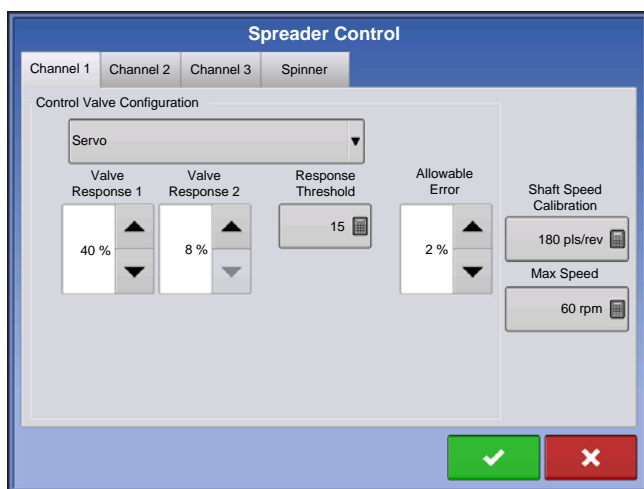 Spreader Control
Channel 1 Channel 2 Channel 3 Spinner
Control Valve Configuration
Servo
Valve Response 1
Valve Response 2
Response Threshold
Allowable Error
40 %
8 %
15
2 %
Shaft Speed Calibration
180 pls/rev
Max Speed
60 rpm